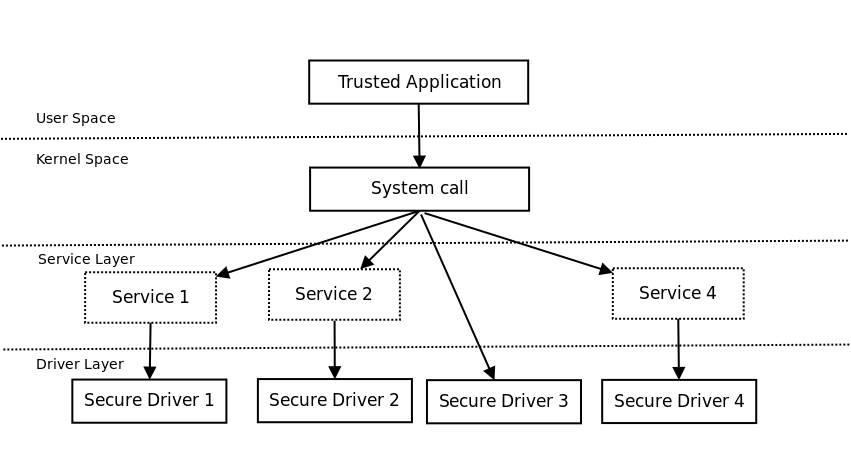 Trusted Application
User Space
Kernel Space
System call
Service Layer
Service 1
Service 2
Service 4
Driver Layer
Secure Driver 1
Secure Driver 2
Secure Driver 3
Secure Driver 4